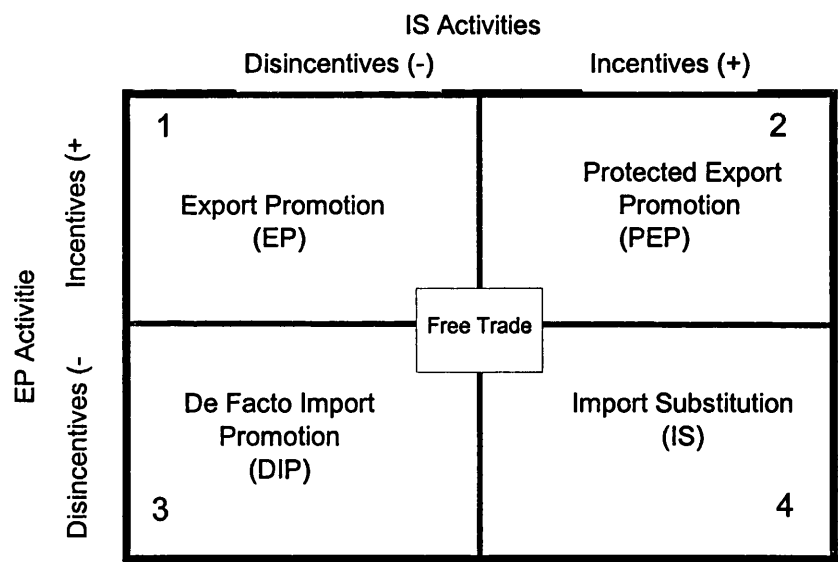 IS Activities
Disincentives (-)
Incentives (+)
EP Activitie
Incentives (+
Disincentives (-
1
Export Promotion
(EP)
2
Protected Export
Promotion
(PEP)
Free Trade
De Facto Import
Promotion
(DIP)
3
Import Substitution
(IS)
4